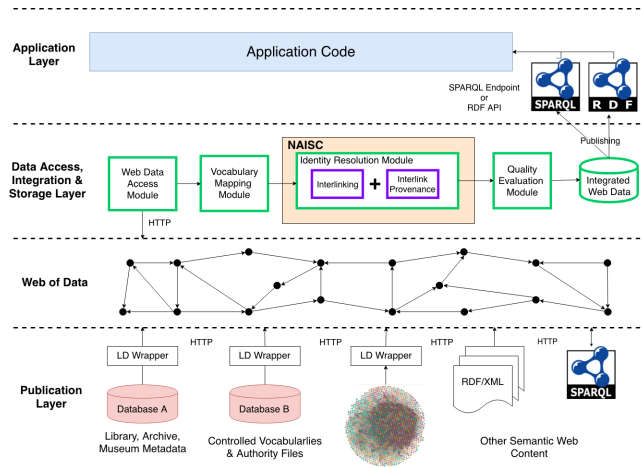 Application
Layer
Application Code
SPARQL Endpoint
or
RDF API
SPARQL
R D F
Publishing
Data Access,
Integration &
Storage Layer
Web Data
Access
Module
Vocabulary
Mapping
Module
NAISC
Identity Resolution Module
Interlinking
+
Interlink
Provenance
Quality
Evaluation
Module
Integrated
Web Data
HTTP
Web of Data
Publication
Layer
LD Wrapper
HTTP
LD Wrapper
HTTP
LD Wrapper
HTTP
HTTP
Database A
Database B
RDF/XML
SPARQL
Library, Archive,
Museum Metadata
Controlled Vocabularlies
& Authority Files
Other Semantic Web
Content